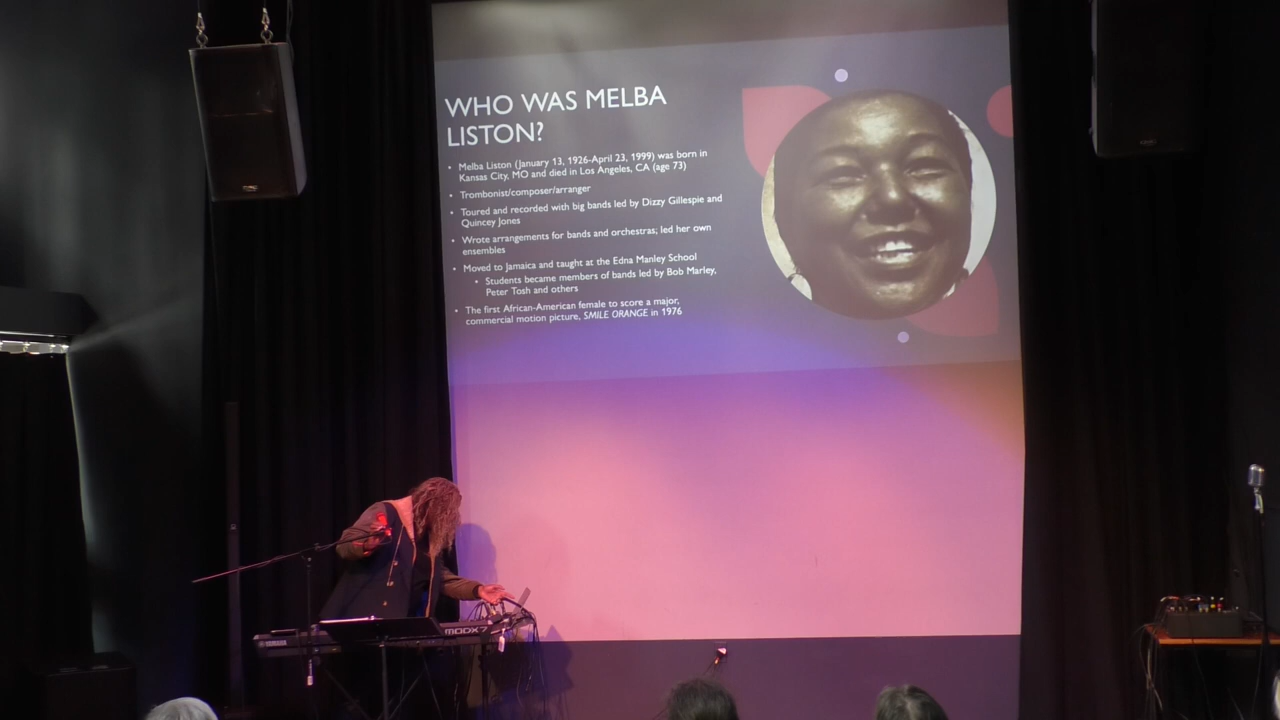 WHO WAS MELBA
LISTON?
• Melba Liston (January 13, 1926-April 23, 1999) was born in
Kansas City, MO and died in Los Angeles, CA (age 73)
• Trombonist/composer/arranger
• Toured and recorded with big bands led by Dizzy Gillespie and
Quincey Jones
• Wrote arrangements for bands and orchestras; led her own
ensembles
• Moved to Jamaica and taught at the Edna Manley School
• Students became members of bands led by Bob Marley,
Peter Tosh and others
• The first African-American female to score a major,
commercial motion picture, SMILE ORANGE in 1976
YAMAHA
MODX7